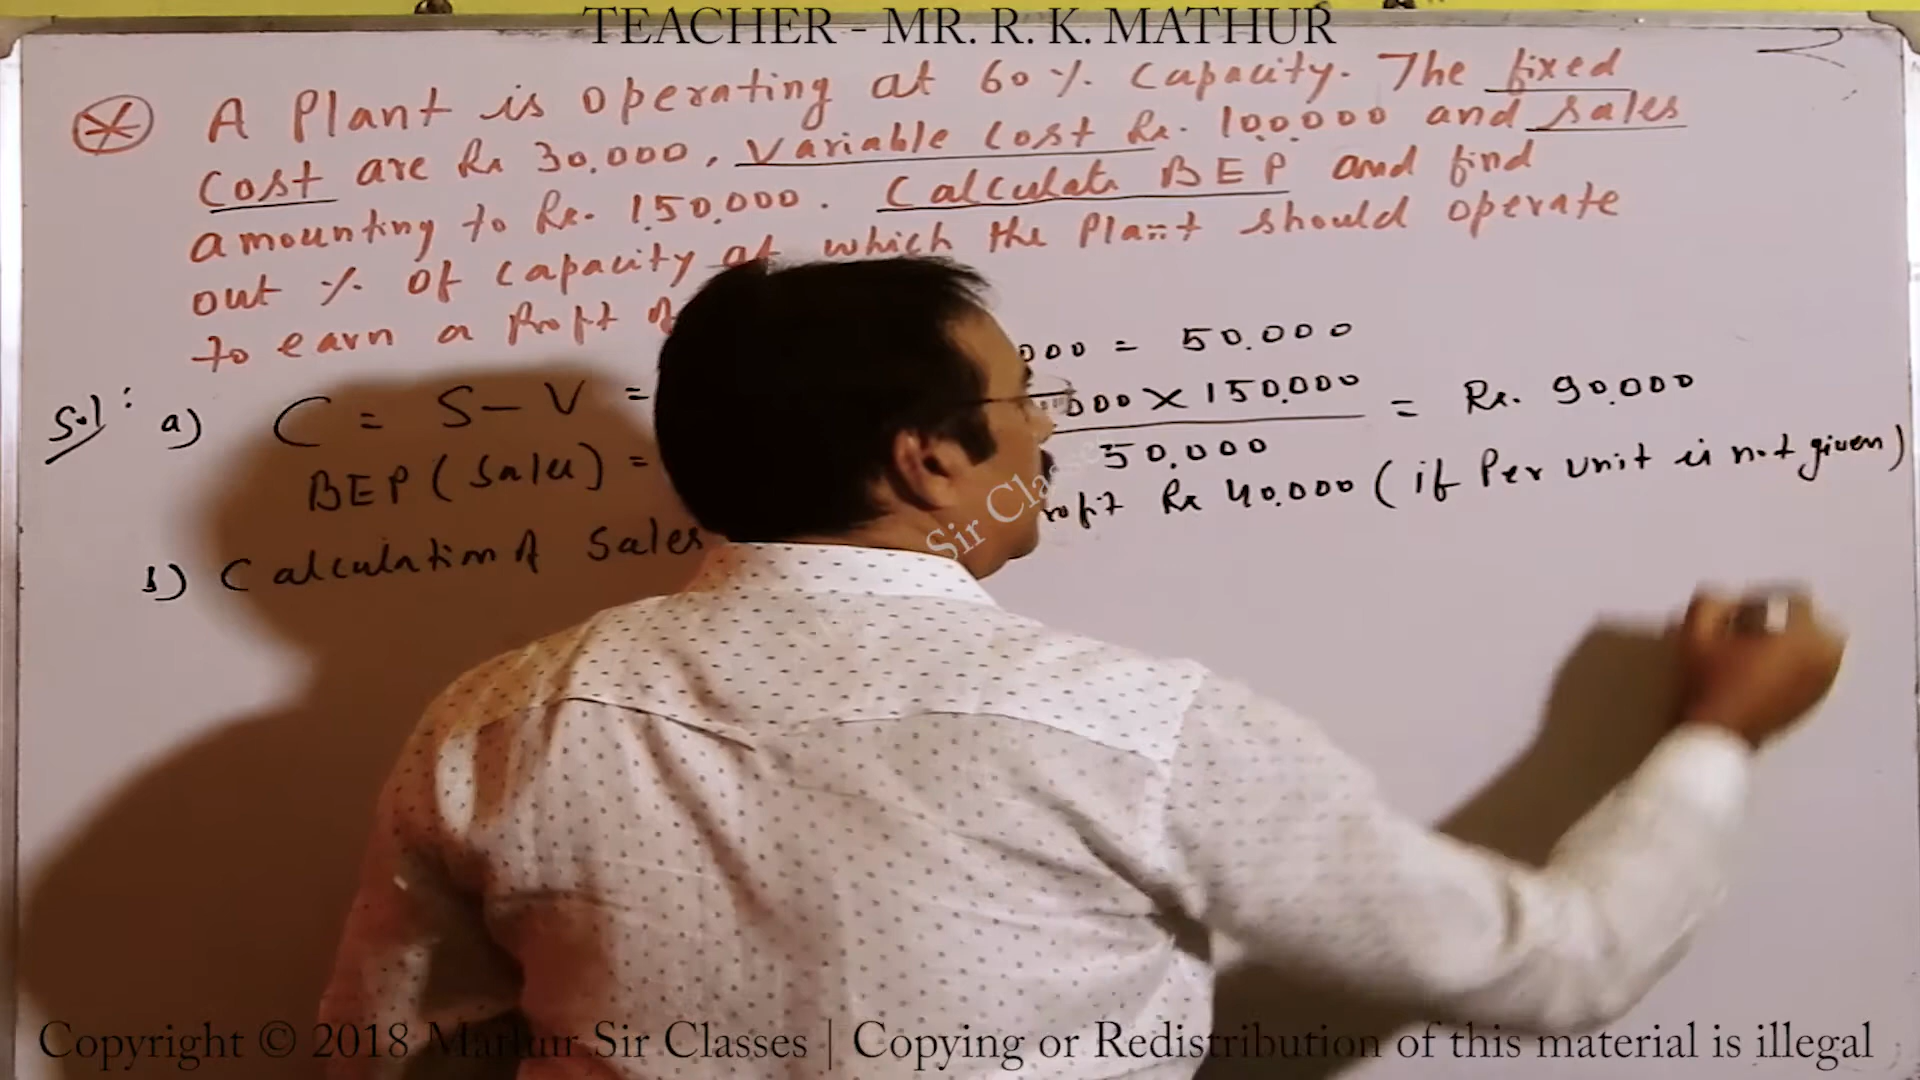 TEACHER - MR. R. K. MATHUR
A Plant is operating at 60 %. Capacity. The fixed
Cost are Rs 30.000, Variable Cost Rs. 100.000 and sales
amounting to Rs. 150.000. Calculate BEP and find
out %. of capacity at which the Plant should operate
to earn a Profit of
Sol: a) C = S - V = 000 = 50.000
BEP (Sales) = 000 X 150.000 = Rs. 90.000
50.000
b) Calculation of Sales rofit Rs 40.000 (if Per unit is not given)
Sir Cla
Copyright © 2018 Mathur Sir Classes | Copying or Redistribution of this material is illegal